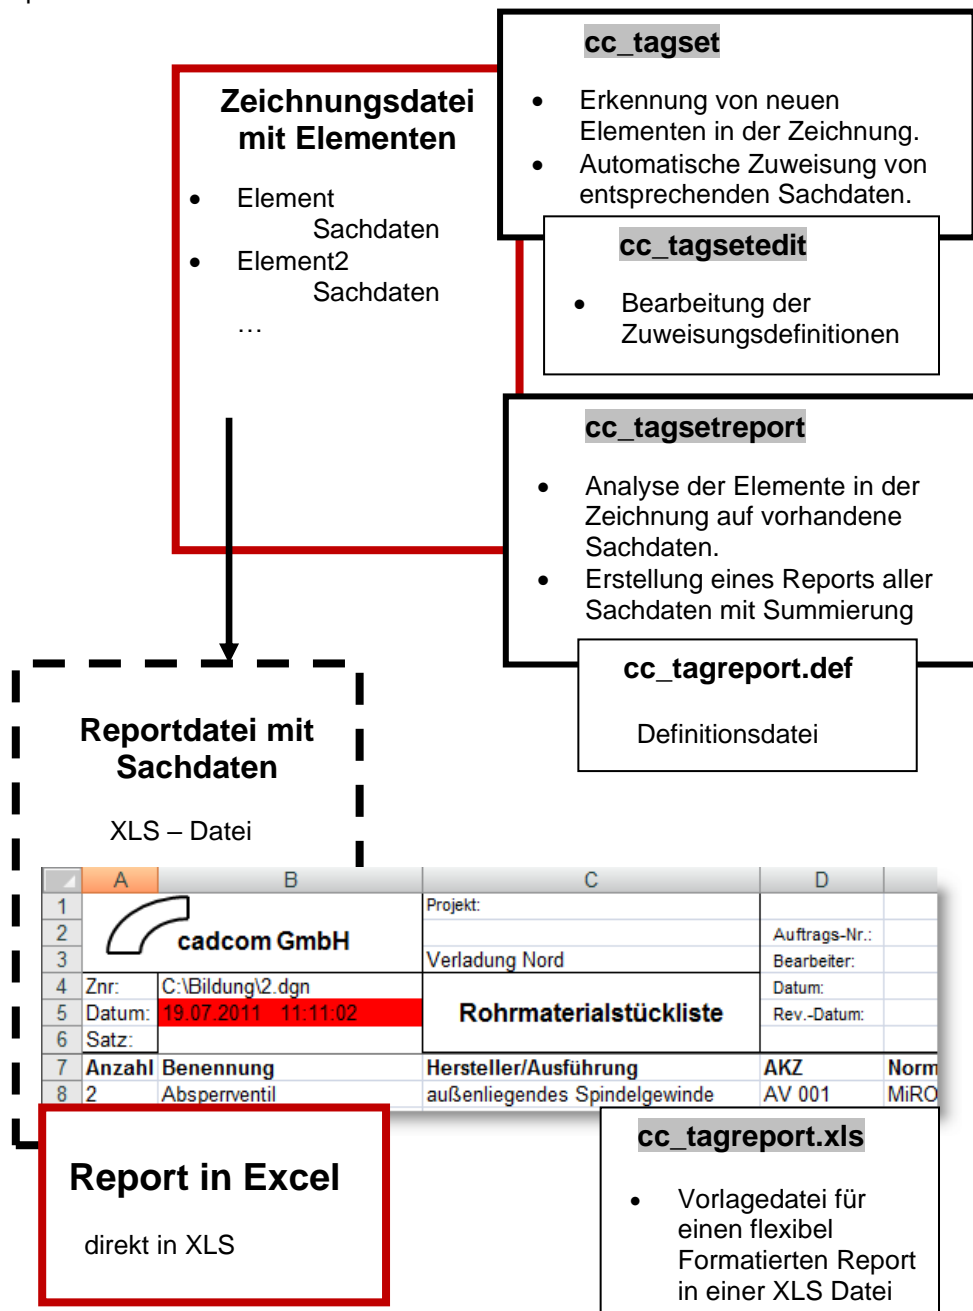 cc_tagset
• Erkennung von neuen
Elementen in der Zeichnung.
• Automatische Zuweisung von
entsprechenden Sachdaten.
Zeichnungsdatei
mit Elementen
• Element
Sachdaten
• Element2
Sachdaten
…
cc_tagsetedit
• Bearbeitung der
Zuweisungsdefinitionen
cc_tagsetreport
• Analyse der Elemente in der
Zeichnung auf vorhandene
Sachdaten.
• Erstellung eines Reports aller
Sachdaten mit Summierung
cc_tagreport.def
Definitionsdatei
Reportdatei mit
Sachdaten
XLS – Datei
A B C D
1 Projekt:
2 cadcom GmbH Auftrags-Nr.:
3 Verladung Nord Bearbeiter:
4 Znr: C:\Bildung\2.dgn Datum:
5 Datum: 19.07.2011 11:11:02 Rohrmaterialstückliste Rev.-Datum:
6 Satz:
7 Anzahl Benennung Hersteller/Ausführung AKZ Norm
8 2 Absperrventil außenliegendes Spindelgewinde AV 001 MiRO
Report in Excel
direkt in XLS
cc_tagreport.xls
• Vorlagedatei für
einen flexibel
Formatierten Report
in einer XLS Datei